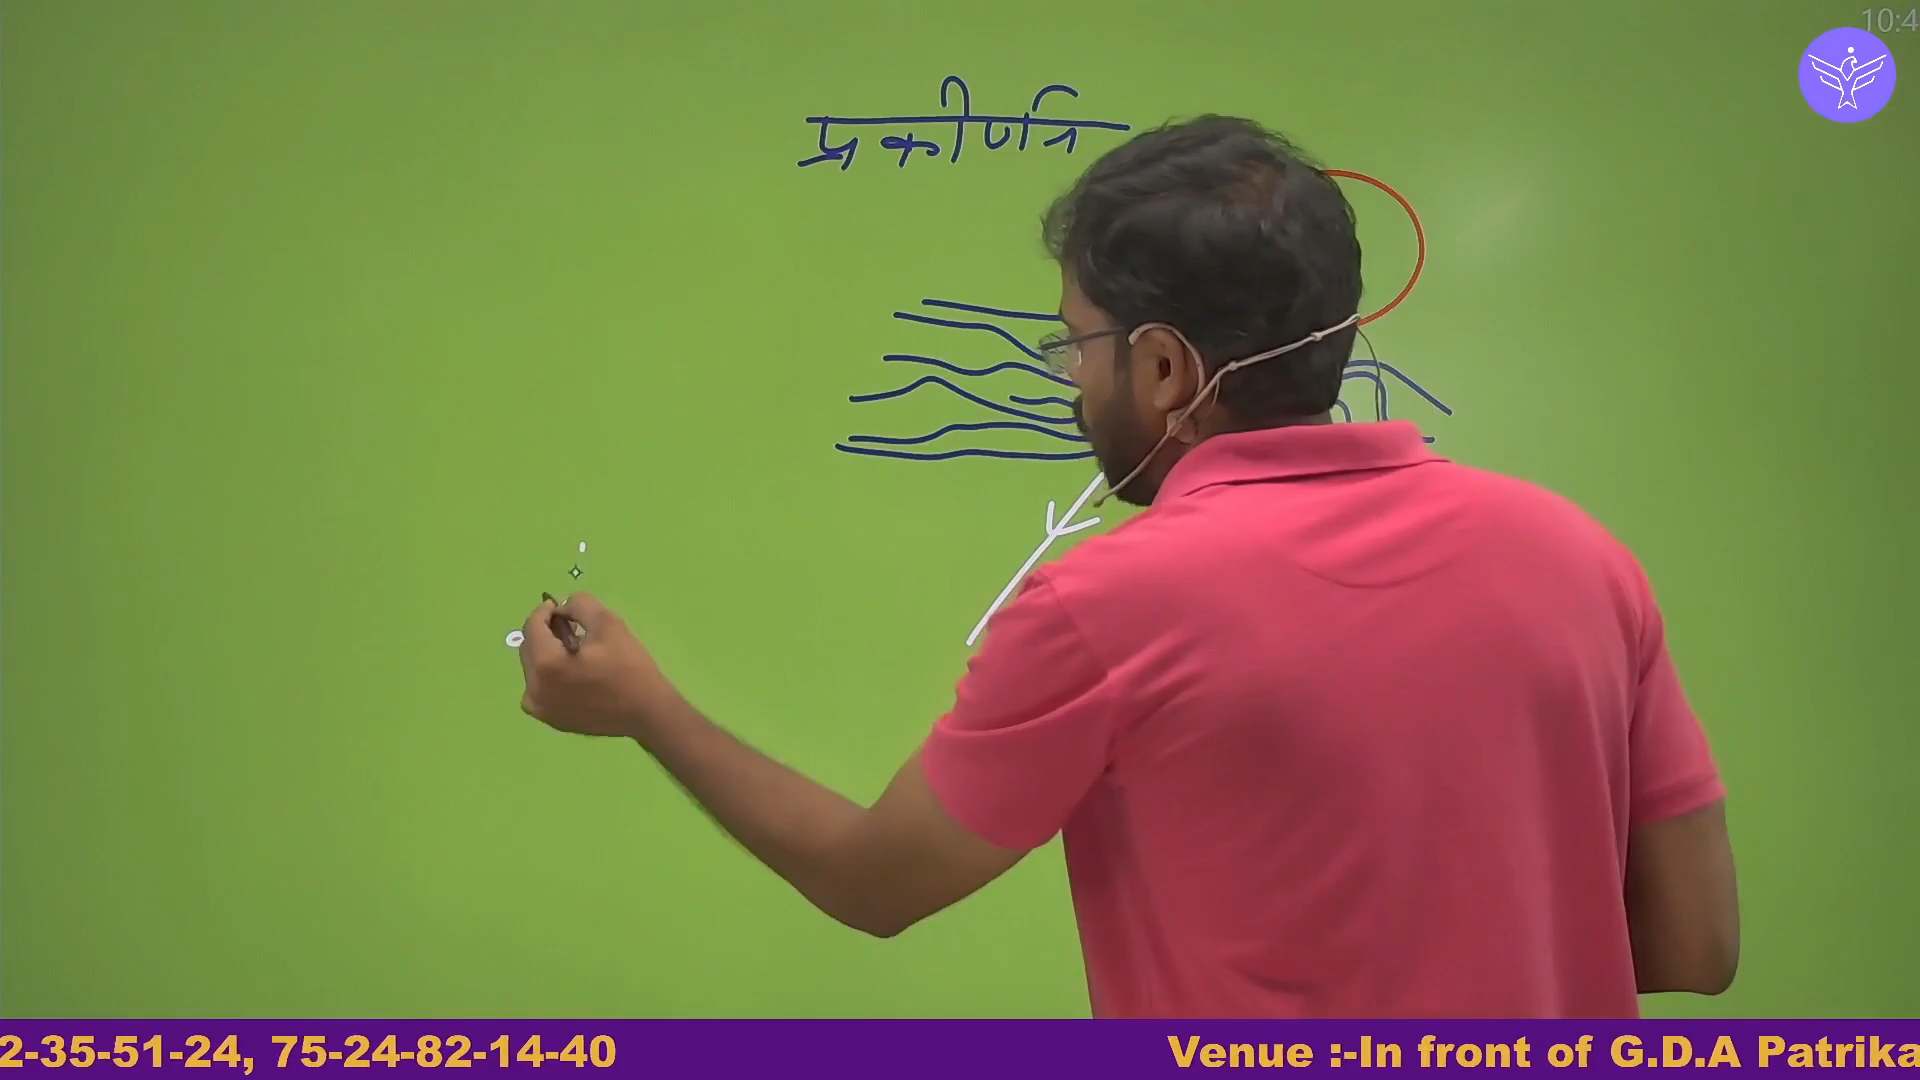 10:4
प्रकीर्णन
2-35-51-24, 75-24-82-14-40
Venue :-In front of G.D.A Patrika